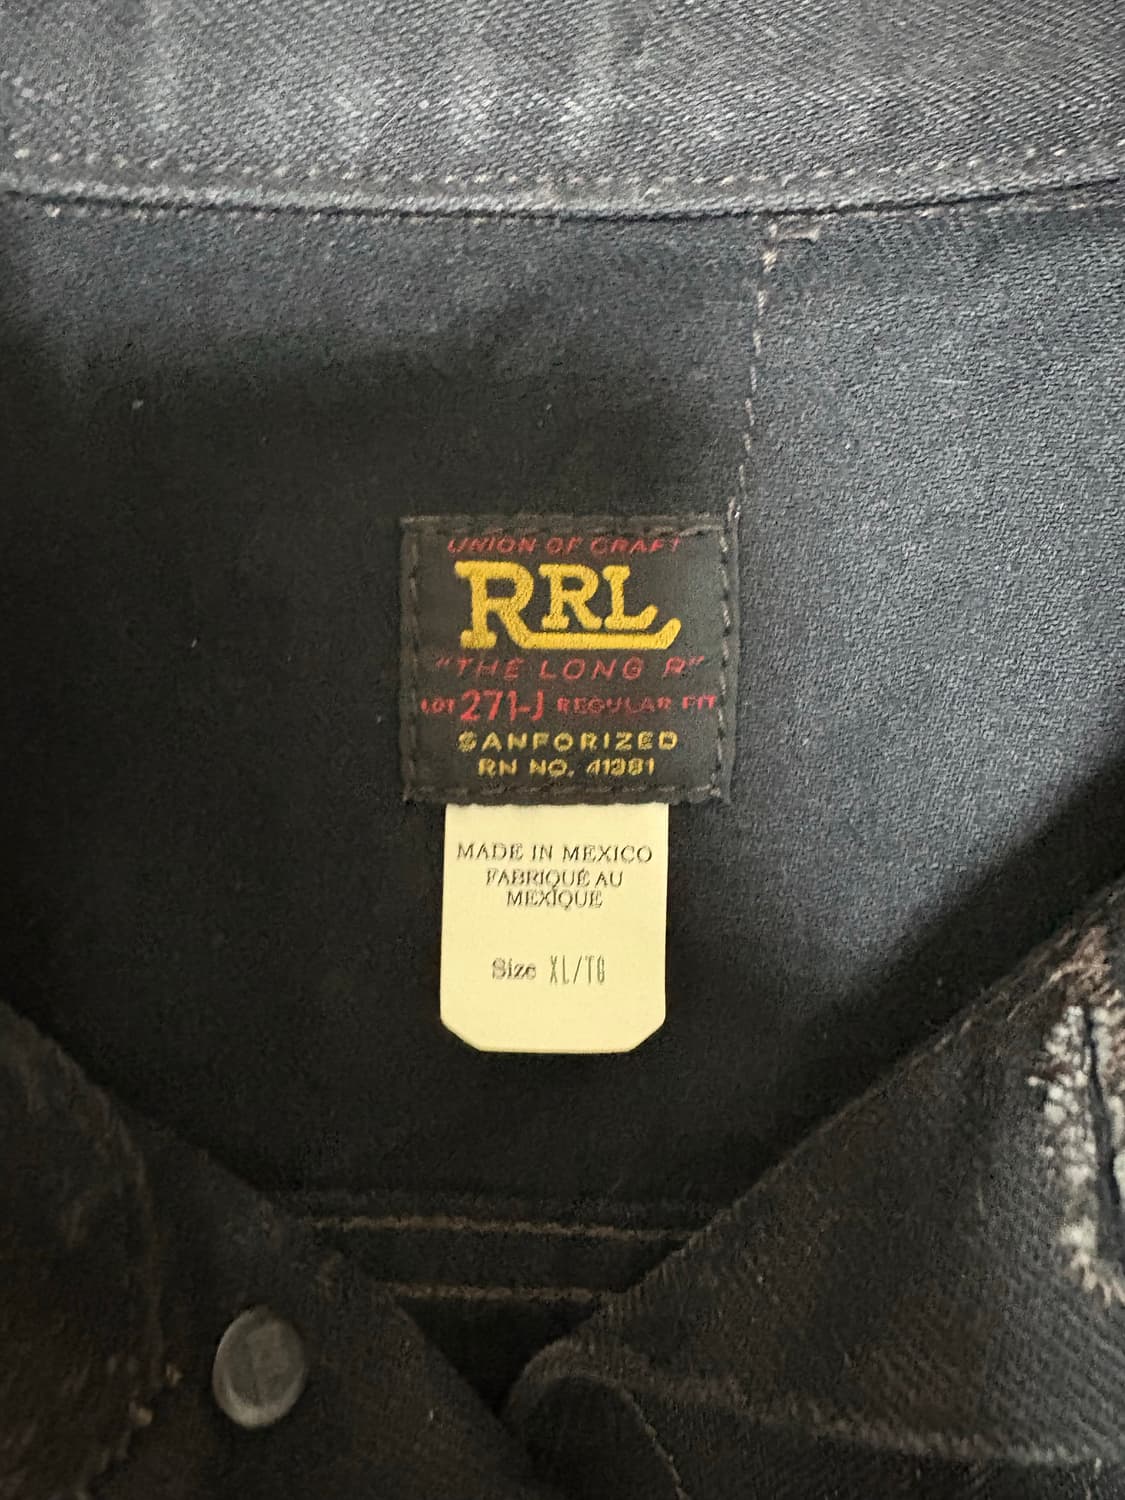 UNION OF CRAFT
RRL
"THE LONG R"
LOT 271-J REGULAR FIT
SANFORIZED
RN NO. 41381
MADE IN MEXICO
FABRIQUÉ AU
MEXIQUE
Size XL/TG